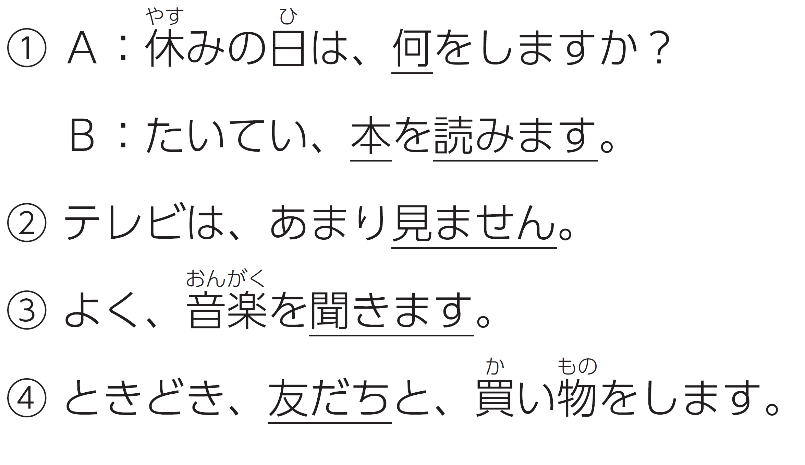 やす ひ
① A：休みの日は、何をしますか？
B：たいてい、本を読みます。
② テレビは、あまり見ません。
おんがく
③ よく、音楽を聞きます。
か もの
④ ときどき、友だちと、買い物をします。